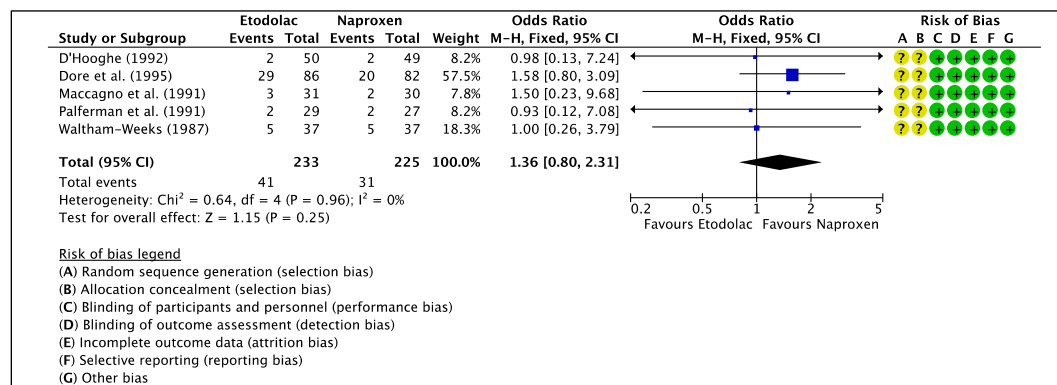 Etodolac Naproxen Odds Ratio Odds Ratio Risk of Bias
Study or Subgroup Events Total Events Total Weight M-H, Fixed, 95% CI M-H, Fixed, 95% CI A B C D E F G
D'Hooghe (1992) 2 50 2 49 8.2% 0.98 [0.13, 7.24] ? ? + + + + +
Dore et al. (1995) 29 86 20 82 57.5% 1.58 [0.80, 3.09] ? ? + + + + +
Maccagno et al. (1991) 3 31 2 30 7.8% 1.50 [0.23, 9.68] ? ? + + + + +
Palferman et al. (1991) 2 29 2 27 8.2% 0.93 [0.12, 7.08] ? ? + + + + +
Waltham-Weeks (1987) 5 37 5 37 18.3% 1.00 [0.26, 3.79] ? ? + + + + +
Total (95% CI) 233 225 100.0% 1.36 [0.80, 2.31]
Total events 41 31
Heterogeneity: Chi² = 0.64, df = 4 (P = 0.96); I² = 0%
Test for overall effect: Z = 1.15 (P = 0.25)
0.2 0.5 1 2 5
Favours Etodolac Favours Naproxen
Risk of bias legend
(A) Random sequence generation (selection bias)
(B) Allocation concealment (selection bias)
(C) Blinding of participants and personnel (performance bias)
(D) Blinding of outcome assessment (detection bias)
(E) Incomplete outcome data (attrition bias)
(F) Selective reporting (reporting bias)
(G) Other bias